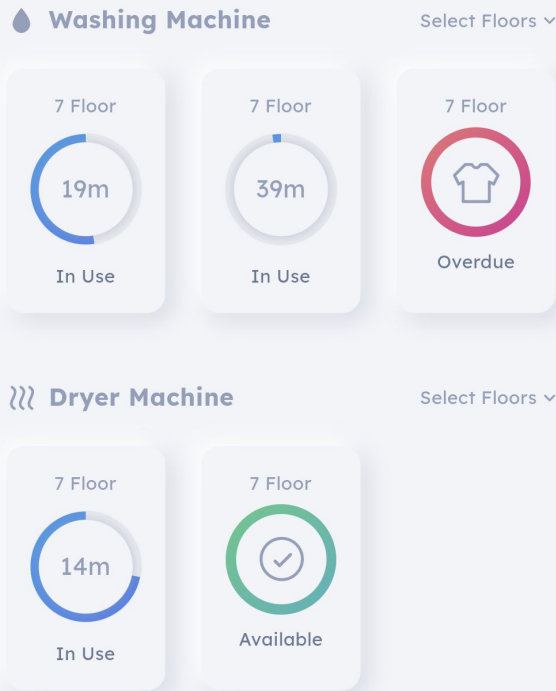 Washing Machine
Select Floors
7 Floor
19m
In Use
7 Floor
39m
In Use
7 Floor
Overdue
Dryer Machine
Select Floors
7 Floor
14m
In Use
7 Floor
Available